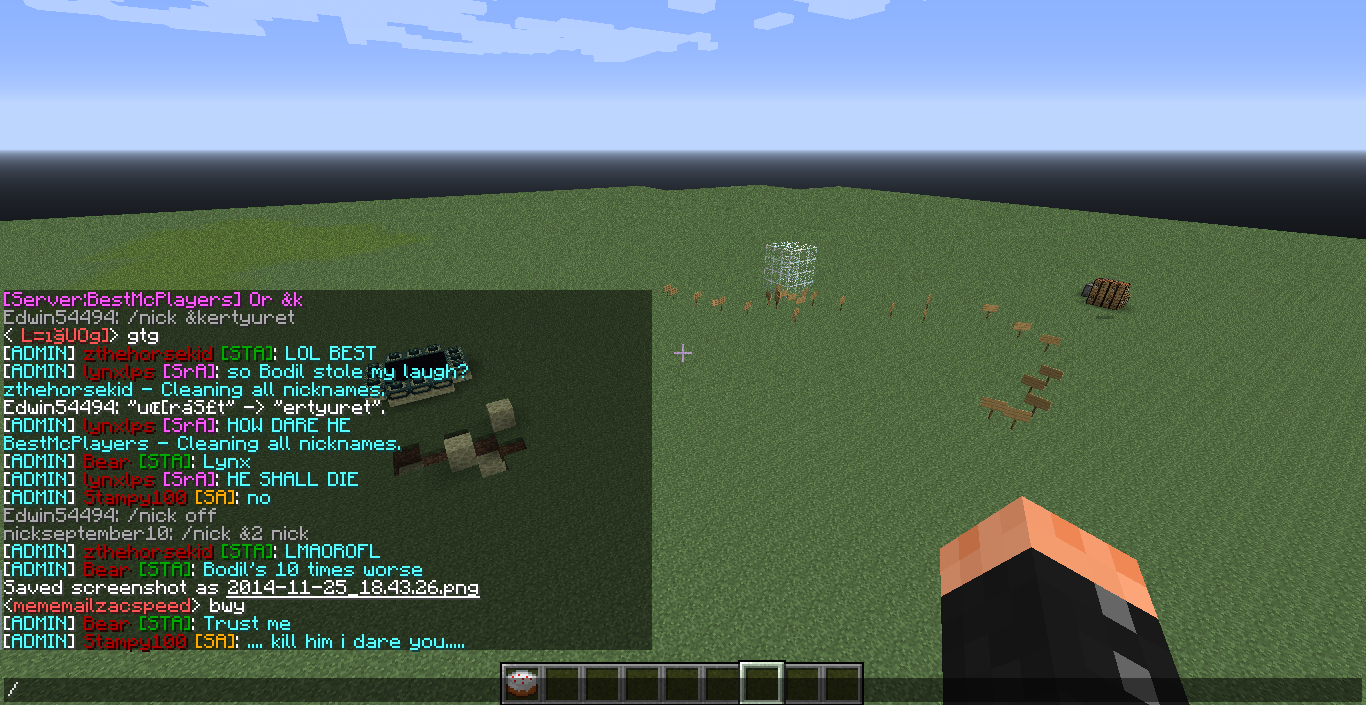 [Server:BestMcPlayers] Or &k
Edwin54494: /nick &kertyuret
< L=ığUOg]> gtg
[ADMIN] zthehorsekid [STA]: LOL BEST
[ADMIN] lynxlps [SrA]: so Bodil stole my laugh?
zthehorsekid - Cleaning all nicknames.
Edwin54494: "uŒ[ráŠ£t" -> "ertyuret".
[ADMIN] lynxlps [SrA]: HOW DARE HE
BestMcPlayers - Cleaning all nicknames.
[ADMIN] Bear [STA]: Lynx
[ADMIN] lynxlps [SrA]: HE SHALL DIE
[ADMIN] Stampy100 [SA]: no
Edwin54494: /nick off
nickseptember10: /nick &2 nick
[ADMIN] zthehorsekid [STA]: LMAOROFL
[ADMIN] Bear [STA]: Bodil's 10 times worse
Saved screenshot as 2014-11-25_18.43.26.png
<mememailzacspeed> bwy
[ADMIN] Bear [STA]: Trust me
[ADMIN] Stampy100 [SA]: .... kill him i dare you.....
/